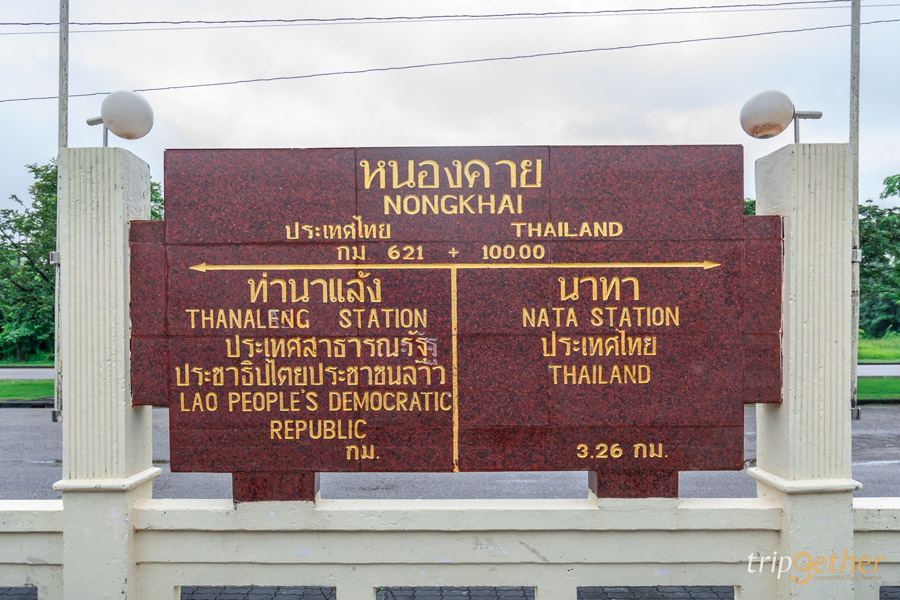 หนองคาย
NONGKHAI
ประเทศไทย THAILAND
กม 621 + 100.00
ท่านาแล้ง
THANALENG STATION
ประเทศสาธารณรัฐ
ประชาธิปไตยประชาชนลาว
LAO PEOPLE'S DEMOCRATIC
REPUBLIC
กม.
นาทา
NATA STATION
ประเทศไทย
THAILAND
3.26 กม.
tripgether